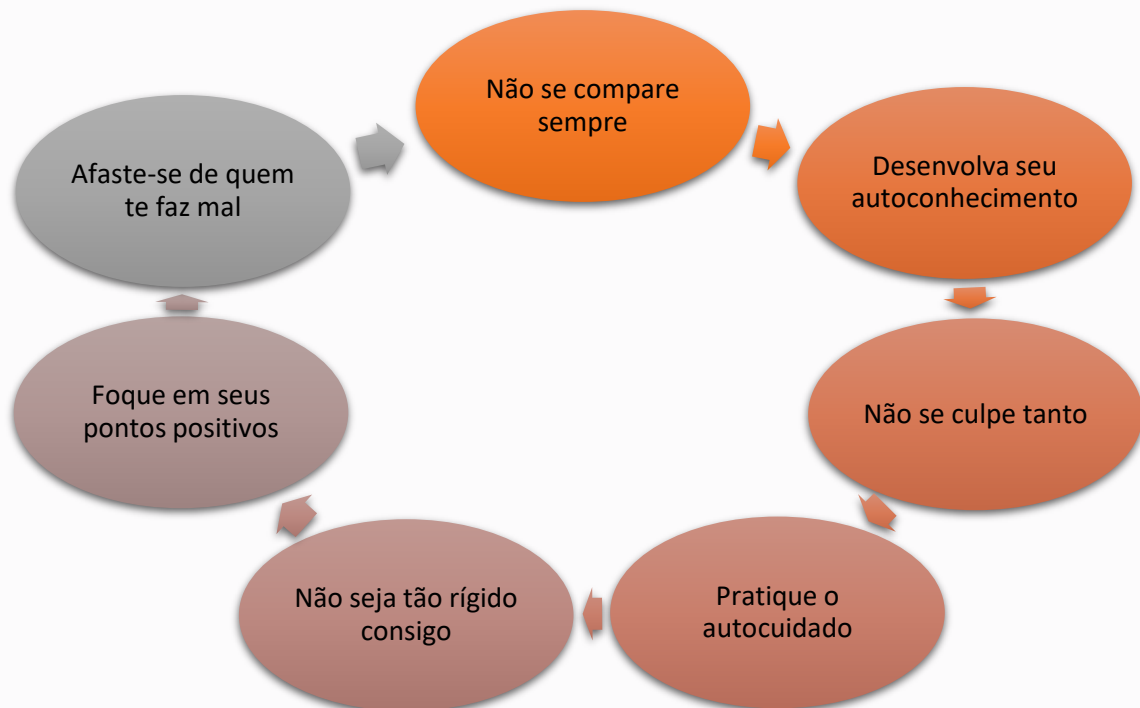 Não se compare
sempre
Desenvolva seu
autoconhecimento
Não se culpe tanto
Pratique o
autocuidado
Não seja tão rígido
consigo
Foque em seus
pontos positivos
Afaste-se de quem
te faz mal